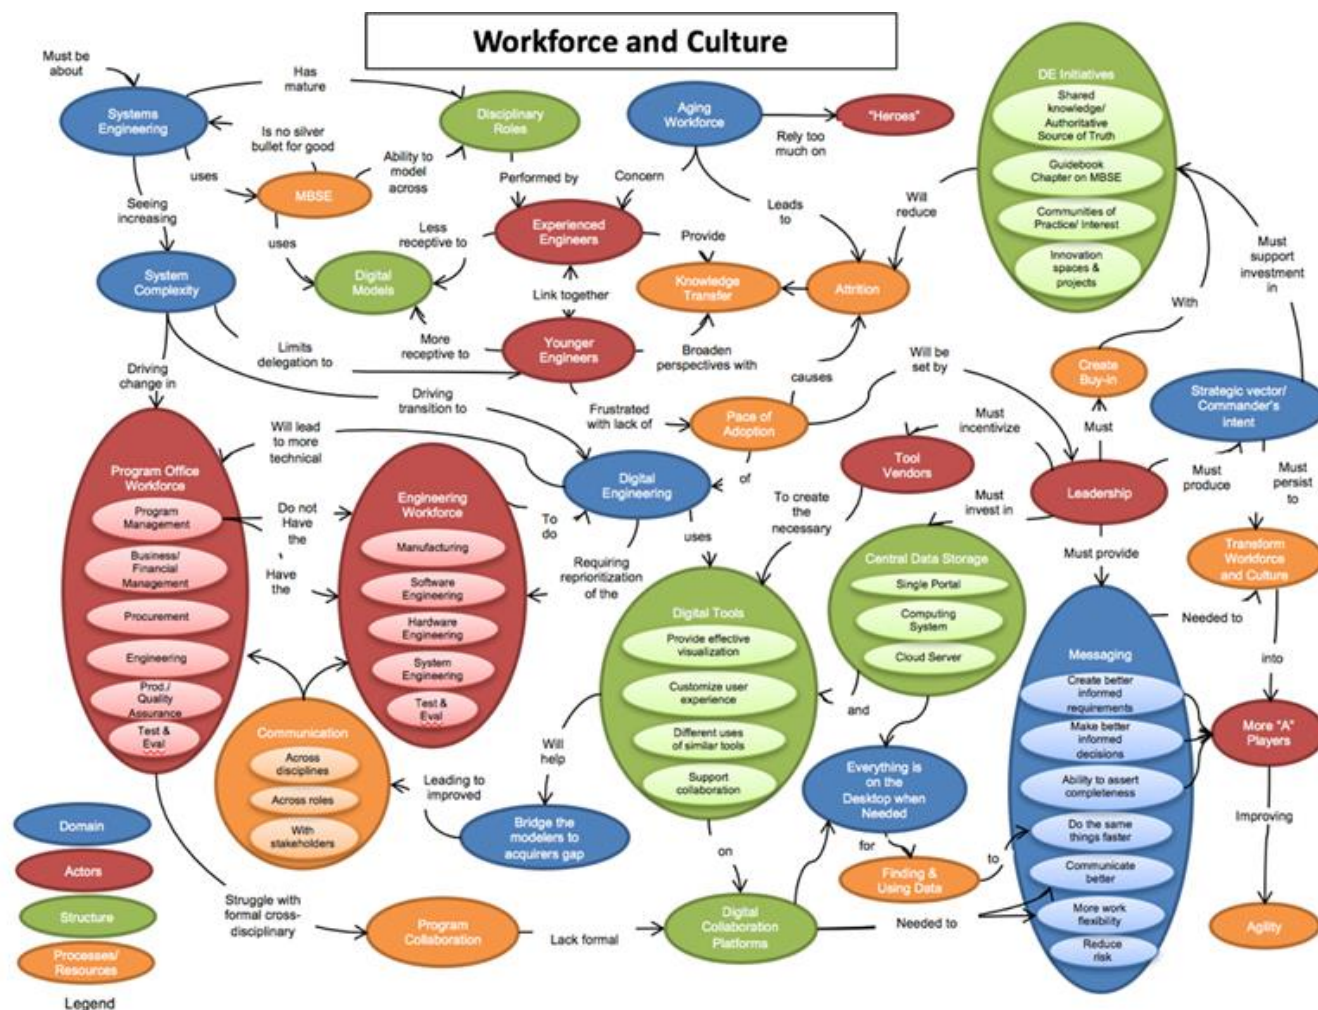 Workforce and Culture
Must be
about
Systems
Engineering
Has
mature
Disciplinary
Roles
Aging
Workforce
Rely too
much on
"Heroes"
Is no silver
bullet for good
uses
MBSE
Ability to
model
across
Performed by
Concern
Leads
to
Will
reduce
DE Initiatives
Shared
knowledge/
Authoritative
Source of Truth
Guidebook
Chapter on MBSE
Communities of
Practice/ Interest
Innovation
spaces &
projects
Seeing
increasing
uses
Less
receptive to
Experienced
Engineers
Provide
System
Complexity
Digital
Models
Link together
Knowledge
Transfer
Attrition
With
Must
support
investment
in
Limits
delegation to
More
receptive to
Younger
Engineers
Broaden
perspectives with
Will be
set by
Create
Buy-in
Driving
change in
Driving
transition to
Frustrated
with lack of
causes
Pace of
Adoption
Must
incentivize
Must
Strategic vector/
Commander's
intent
Will lead
to more
technical
Digital
Engineering
of
Tool
Vendors
Leadership
Must
produce
Must
persist
to
Program Office
Workforce
Program
Management
Business/
Financial
Management
Procurement
Engineering
Prod./
Quality
Assurance
Test &
Eval
Do not
Have
the
Have
the
Engineering
Workforce
Manufacturing
Software
Engineering
Hardware
Engineering
System
Engineering
Test &
Eval
To
do
Requiring
reprioritization
of the
uses
To create
the
necessary
Must
invest in
Must provide
Transform
Workforce
and Culture
Central Data Storage
Single Portal
Computing
System
Cloud Server
Digital Tools
Provide effective
visualization
Customize user
experience
Different uses
of similar tools
Support
collaboration
and
Needed to
into
Messaging
Create better
informed
requirements
Make better
informed
decisions
Ability to assert
completeness
Do the same
things faster
Communicate
better
More work
flexibility
Reduce
risk
More "A"
Players
Improving
Agility
Communication
Across
disciplines
Across roles
With
stakeholders
Leading to
improved
Will
help
Bridge the
modelers to
acquirers gap
Everything is
on the
Desktop when
Needed
for
Finding &
Using Data
to
on
Struggle with
formal cross-
disciplinary
Program
Collaboration
Lack formal
Digital
Collaboration
Platforms
Needed to
Domain
Actors
Structure
Processes/
Resources
Legend